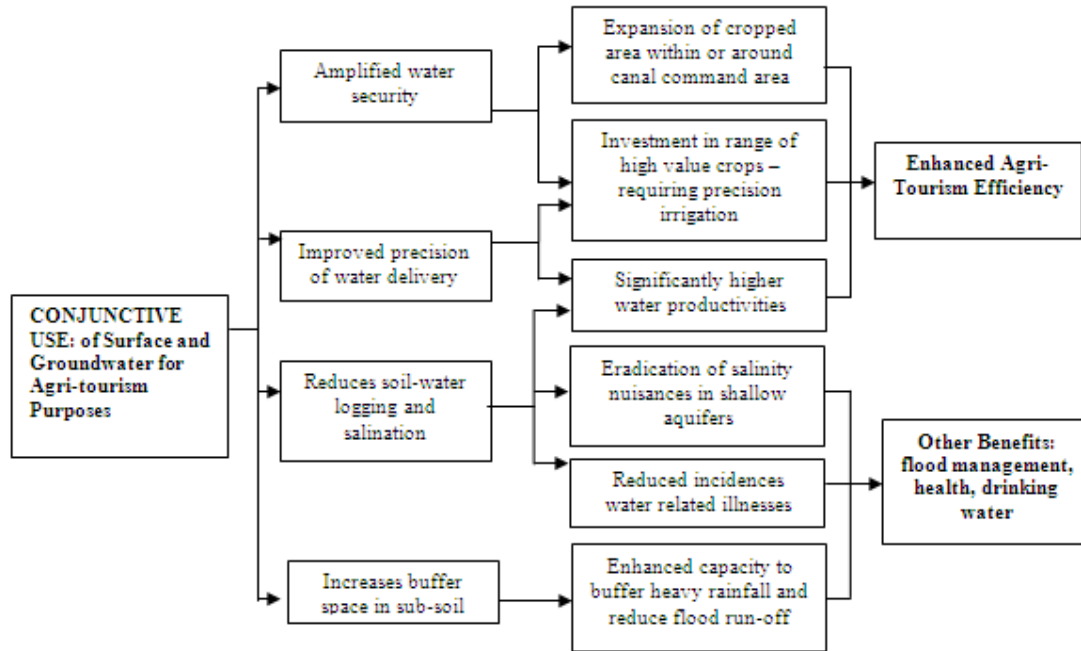 CONJUNCTIVE
USE: of Surface and
Groundwater for
Agri-tourism
Purposes
Amplified water
security
Improved precision
of water delivery
Reduces soil-water
logging and
salination
Increases buffer
space in sub-soil
Expansion of cropped
area within or around
canal command area
Investment in range of
high value crops –
requiring precision
irrigation
Significantly higher
water productivities
Eradication of salinity
nuisances in shallow
aquifers
Reduced incidences
water related illnesses
Enhanced capacity to
buffer heavy rainfall and
reduce flood run-off
Enhanced Agri-
Tourism Efficiency
Other Benefits:
flood management,
health, drinking
water